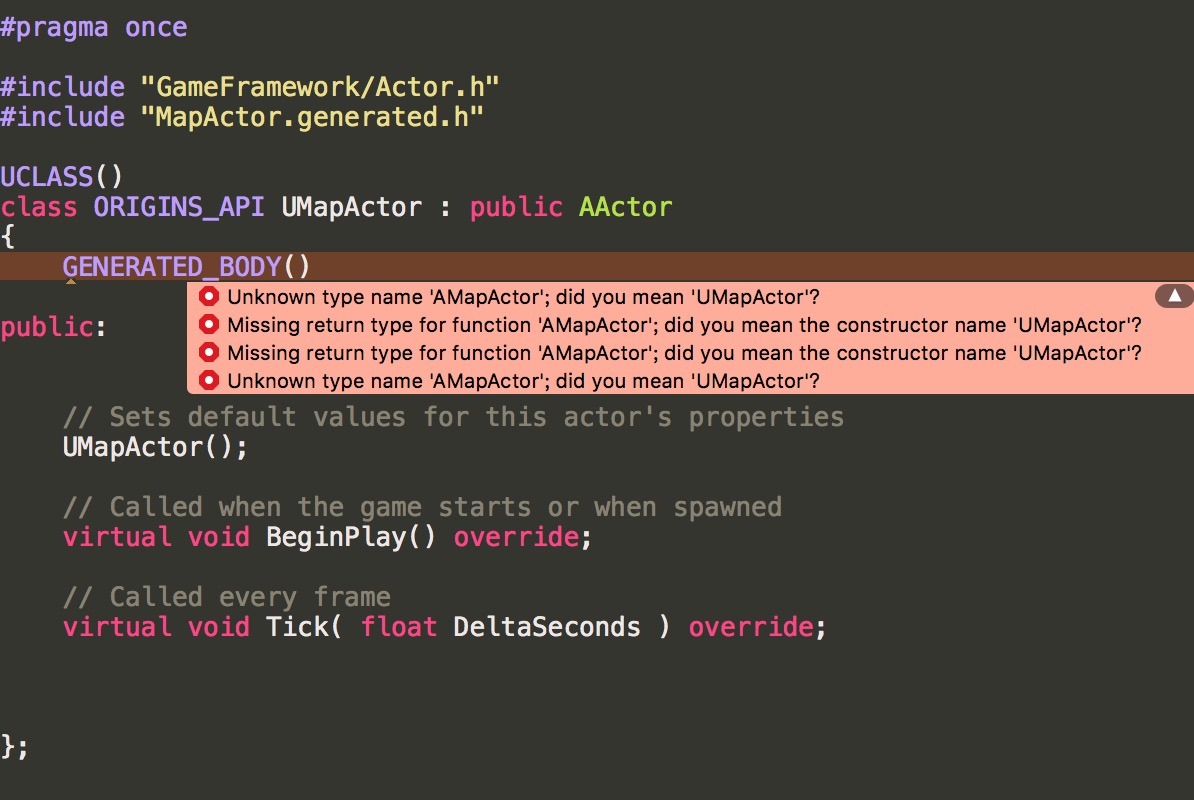 #pragma once
#include "GameFramework/Actor.h"
#include "MapActor.generated.h"
UCLASS()
class ORIGINS_API UMapActor : public AActor
{
GENERATED_BODY()
Unknown type name 'AMapActor'; did you mean 'UMapActor'?
Missing return type for function 'AMapActor'; did you mean the constructor name 'UMapActor'?
Missing return type for function 'AMapActor'; did you mean the constructor name 'UMapActor'?
Unknown type name 'AMapActor'; did you mean 'UMapActor'?
public:
// Sets default values for this actor's properties
UMapActor();
// Called when the game starts or when spawned
virtual void BeginPlay() override;
// Called every frame
virtual void Tick( float DeltaSeconds ) override;
};